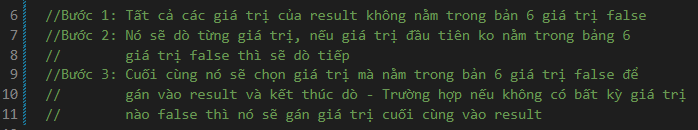 6 //Bước 1: Tất cả các giá trị của result không nằm trong bản 6 giá trị false
7 //Bước 2: Nó sẽ dò từng giá trị, nếu giá trị đầu tiên ko nằm trong bảng 6
8 // giá trị false thì sẽ dò tiếp
9 //Bước 3: Cuối cùng nó sẽ chọn giá trị mà nằm trong bản 6 giá trị false để
10 // gán vào result và kết thúc dò - Trường hợp nếu không có bất kỳ giá trị
11 // nào false thì nó sẽ gán giá trị cuối cùng vào result